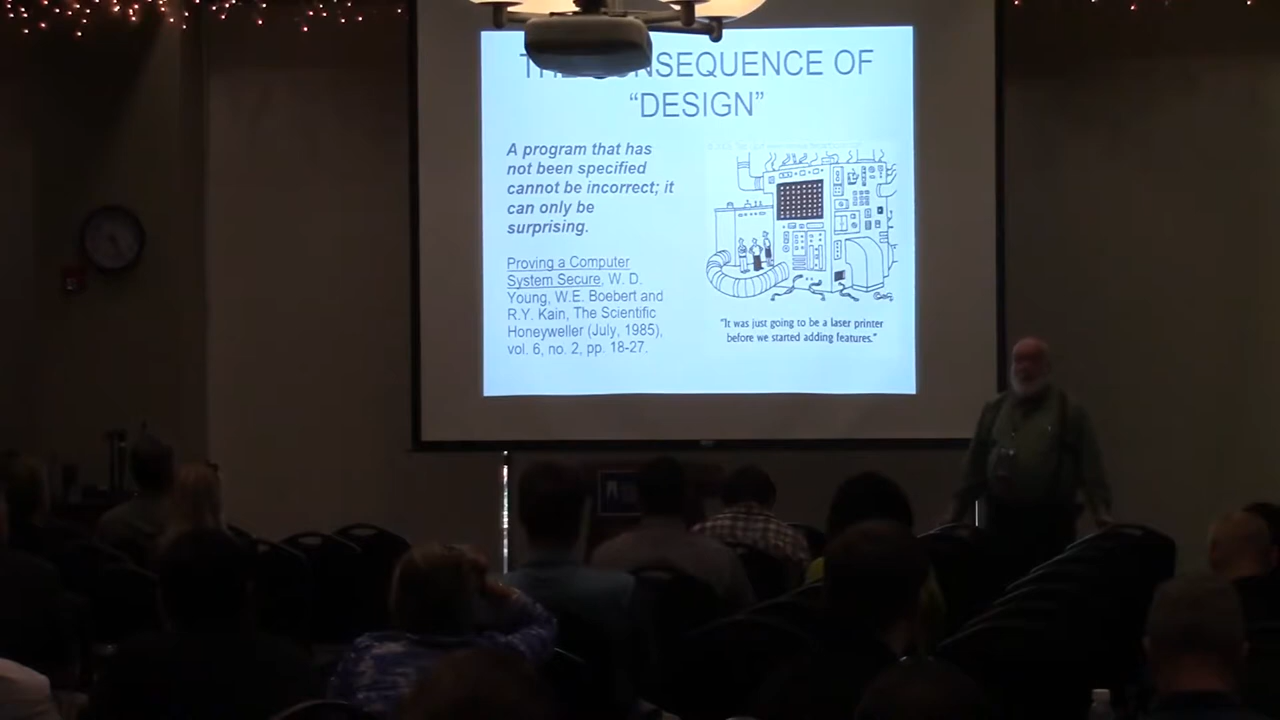 THE CONSEQUENCE OF
“DESIGN”
A program that has
not been specified
cannot be incorrect; it
can only be
surprising.
Proving a Computer
System Secure, W. D.
Young, W.E. Boebert and
R.Y. Kain, The Scientific
Honeyweller (July, 1985),
vol. 6, no. 2, pp. 18-27.
"It was just going to be a laser printer
before we started adding features."